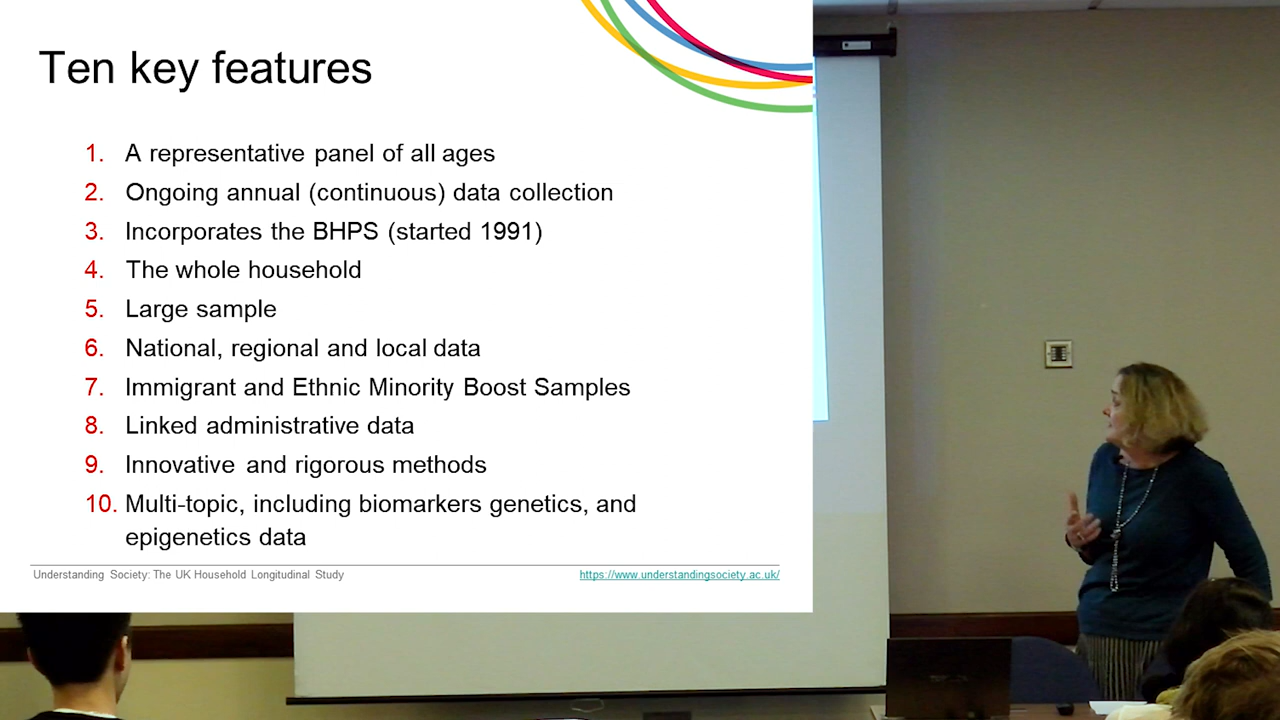 Ten key features
1. A representative panel of all ages
2. Ongoing annual (continuous) data collection
3. Incorporates the BHPS (started 1991)
4. The whole household
5. Large sample
6. National, regional and local data
7. Immigrant and Ethnic Minority Boost Samples
8. Linked administrative data
9. Innovative and rigorous methods
10. Multi-topic, including biomarkers genetics, and
epigenetics data
Understanding Society: The UK Household Longitudinal Study
https://www.understandingsociety.ac.uk/